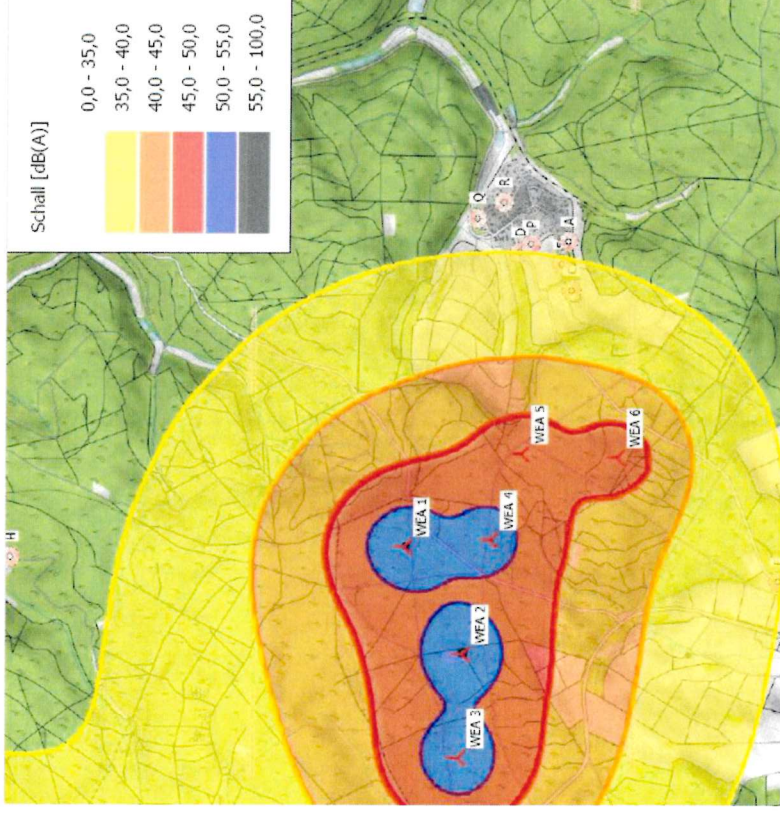 Schall [dB(A)]
0,0 - 35,0
35,0 - 40,0
40,0 - 45,0
45,0 - 50,0
50,0 - 55,0
55,0 - 100,0
H
Q
R
D
P
A
WEA 1
WEA 4
WEA 5
WEA 6
WEA 2
WEA 3